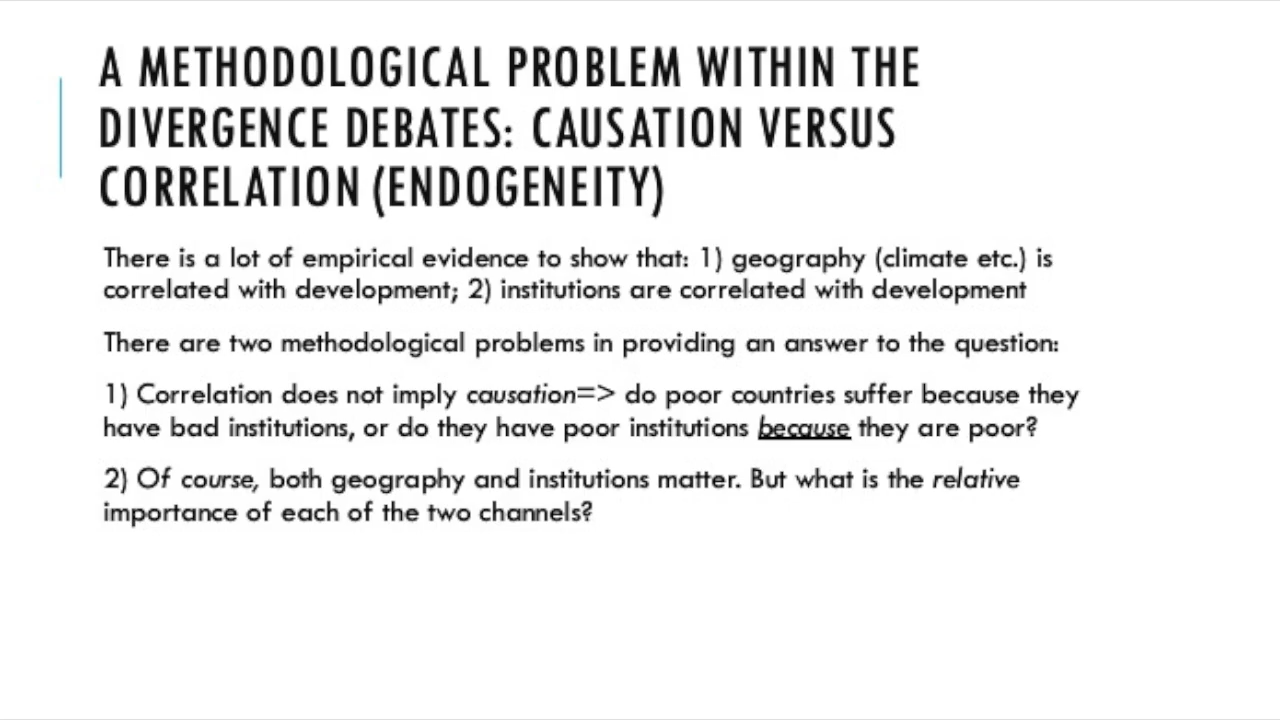 A METHODOLOGICAL PROBLEM WITHIN THE
DIVERGENCE DEBATES: CAUSATION VERSUS
CORRELATION (ENDOGENEITY)
There is a lot of empirical evidence to show that: 1) geography (climate etc.) is
correlated with development; 2) institutions are correlated with development
There are two methodological problems in providing an answer to the question:
1) Correlation does not imply causation=> do poor countries suffer because they
have bad institutions, or do they have poor institutions because they are poor?
2) Of course, both geography and institutions matter. But what is the relative
importance of each of the two channels?